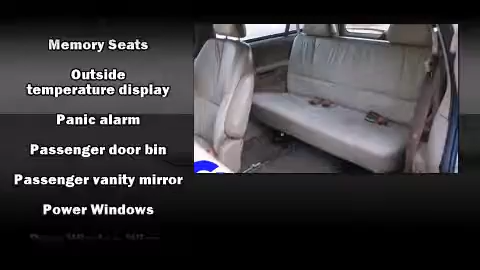 Memory Seats
Outside
temperature display
Panic alarm
Passenger door bin
Passenger vanity mirror
Power Windows